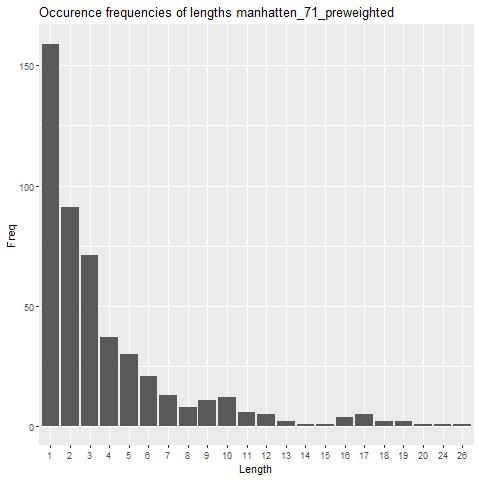 Occurence frequencies of lengths manhatten_71_preweighted
150
100
50
0
Freq
1 2 3 4 5 6 7 8 9 10 11 12 13 14 15 16 17 18 19 20 24 26
Length